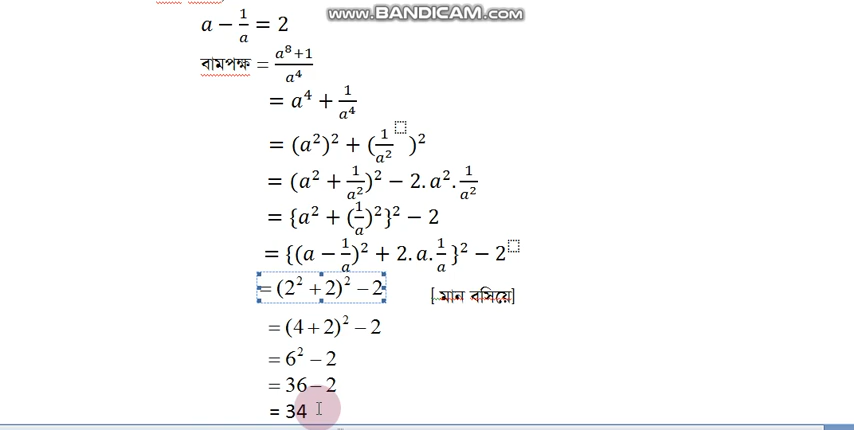 www.BANDICAM.com
a − 1/a = 2
বামপক্ষ = (a⁸+1)/a⁴
= a⁴ + 1/a⁴
= (a²)² + (1/a²)²
= (a² + 1/a²)² − 2. a². 1/a²
= {a² + (1/a)²}² − 2
= {(a − 1/a)² + 2. a. 1/a}² − 2
= (2² + 2)² − 2 [ মান বসিয়ে]
= (4 + 2)² − 2
= 6² − 2
= 36 − 2
= 34